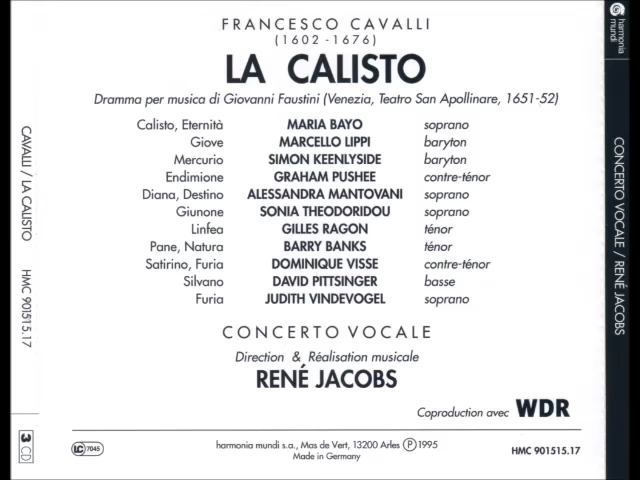 FRANCESCO CAVALLI
(1602-1676)
LA CALISTO
Dramma per musica di Giovanni Faustini (Venezia, Teatro San Apollinare, 1651-52)
Calisto, Eternità MARIA BAYO soprano
Giove MARCELLO LIPPI baryton
Mercurio SIMON KEENLYSIDE baryton
Endimione GRAHAM PUSHEE contre-ténor
Diana, Destino ALESSANDRA MANTOVANI soprano
Giunone SONIA THEODORIDOU soprano
Linfea GILLES RAGON ténor
Pane, Natura BARRY BANKS ténor
Satirino, Furia DOMINIQUE VISSE contre-ténor
Silvano DAVID PITTSINGER basse
Furia JUDITH VINDEVOGEL soprano
CONCERTO VOCALE
Direction & Réalisation musicale
RENÉ JACOBS
Coproduction avec WDR
LC 7045
harmonia mundi s.a., Mas de Vert, 13200 Arles Ⓟ 1995
Made in Germany
HMC 901515.17
CAVALLI / LA CALISTO
HMC 901515.17
3 CD
harmonia
mundi
CONCERTO VOCALE / RENÉ JACOBS